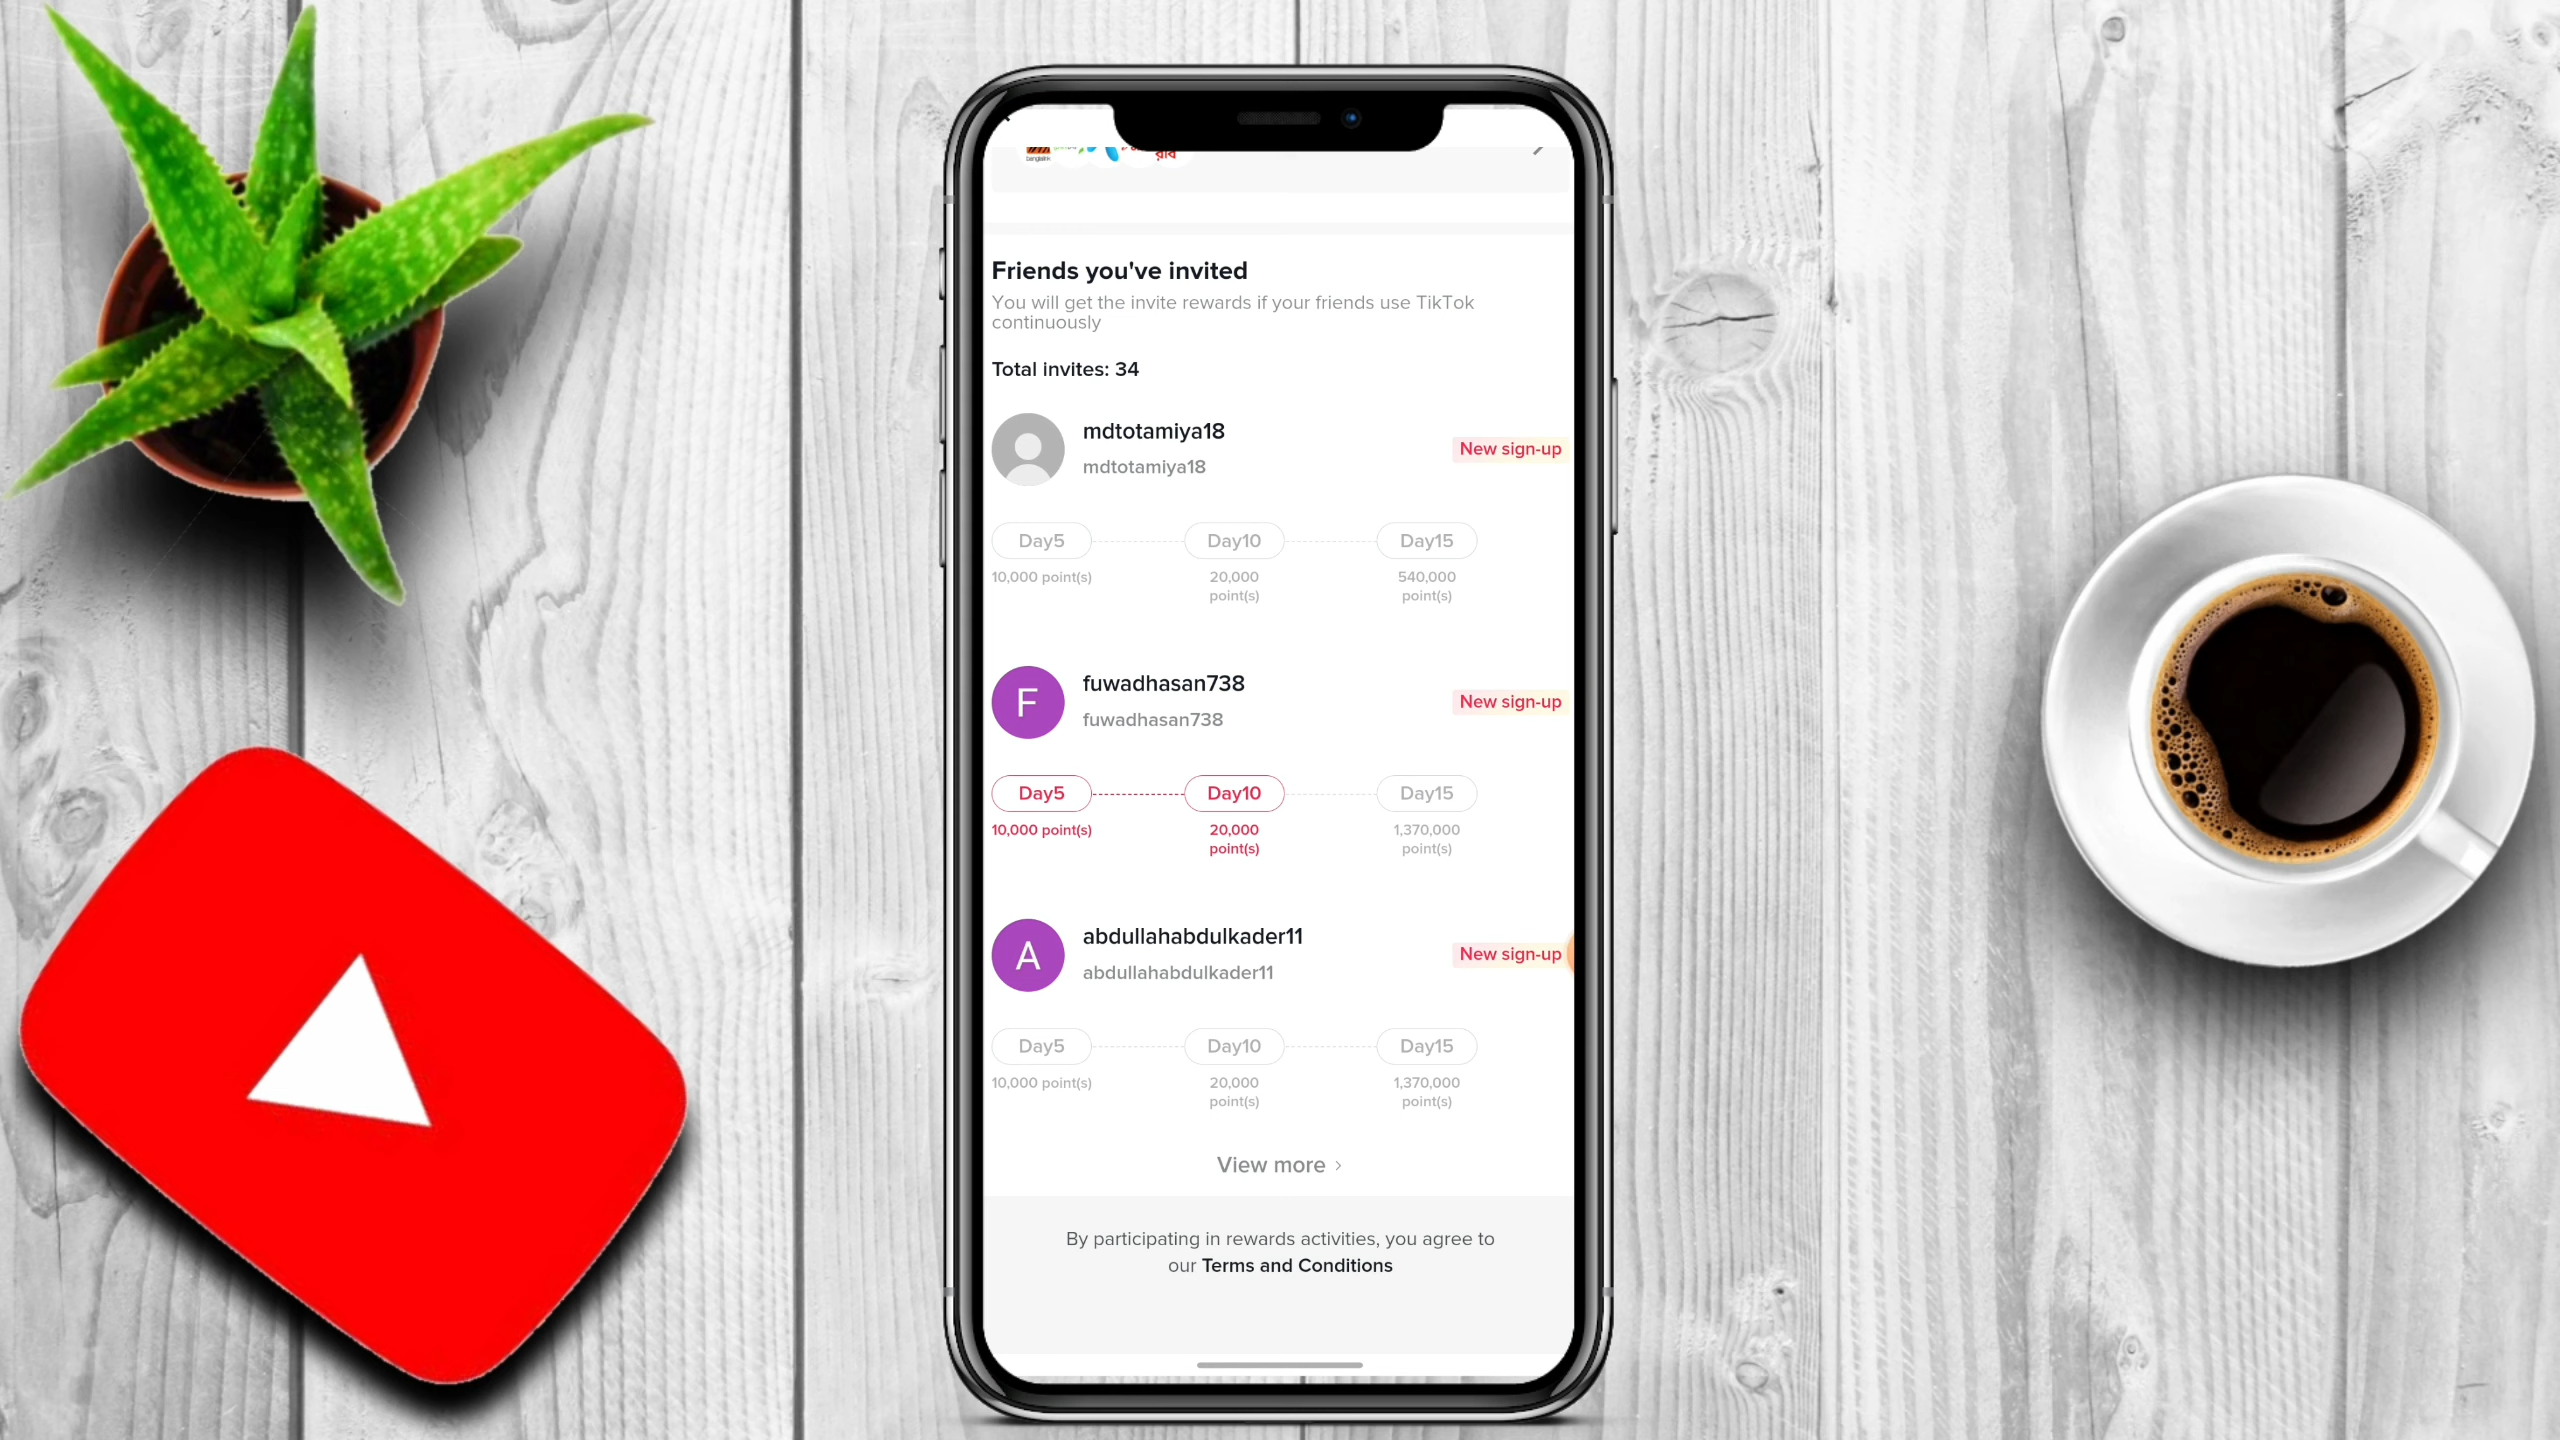 banglalink
রবি
Friends you've invited
You will get the invite rewards if your friends use TikTok
continuously
Total invites: 34
mdtotamiya18
New sign-up
mdtotamiya18
Day5
Day10
Day15
10,000 point(s)
20,000
point(s)
540,000
point(s)
F
fuwadhasan738
New sign-up
fuwadhasan738
Day5
Day10
Day15
10,000 point(s)
20,000
point(s)
1,370,000
point(s)
A
abdullahabdulkader11
New sign-up
abdullahabdulkader11
Day5
Day10
Day15
10,000 point(s)
20,000
point(s)
1,370,000
point(s)
View more
By participating in rewards activities, you agree to
our Terms and Conditions